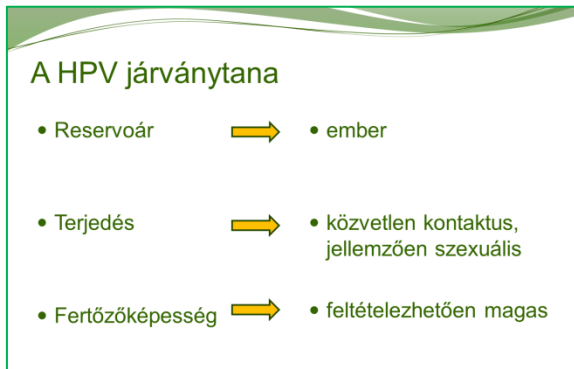 A HPV járványtana
• Reservoár
• ember
• Terjedés
• közvetlen kontaktus,
jellemzően szexuális
• Fertőzőképesség
• feltételezhetően magas